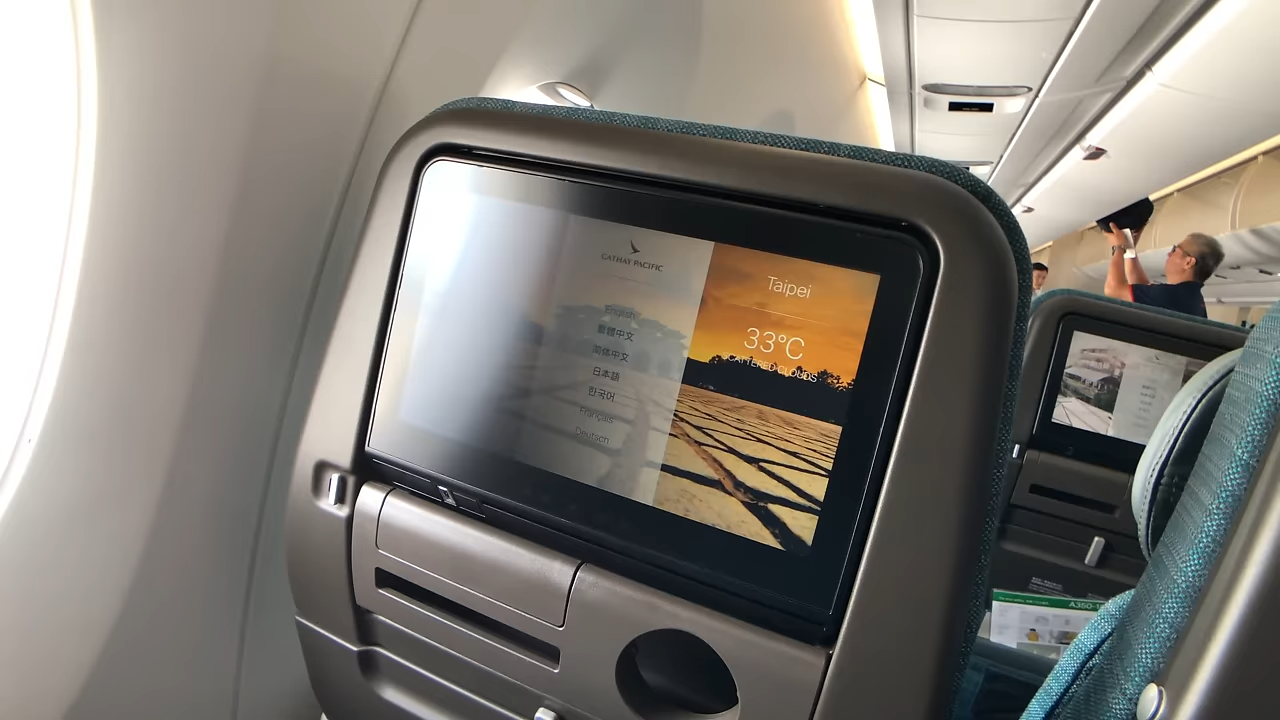 CATHAY PACIFIC
English
繁體中文
简体中文
日本語
한국어
Français
Deutsch
Taipei
33°C
SCATTERED CLOUDS
A350-